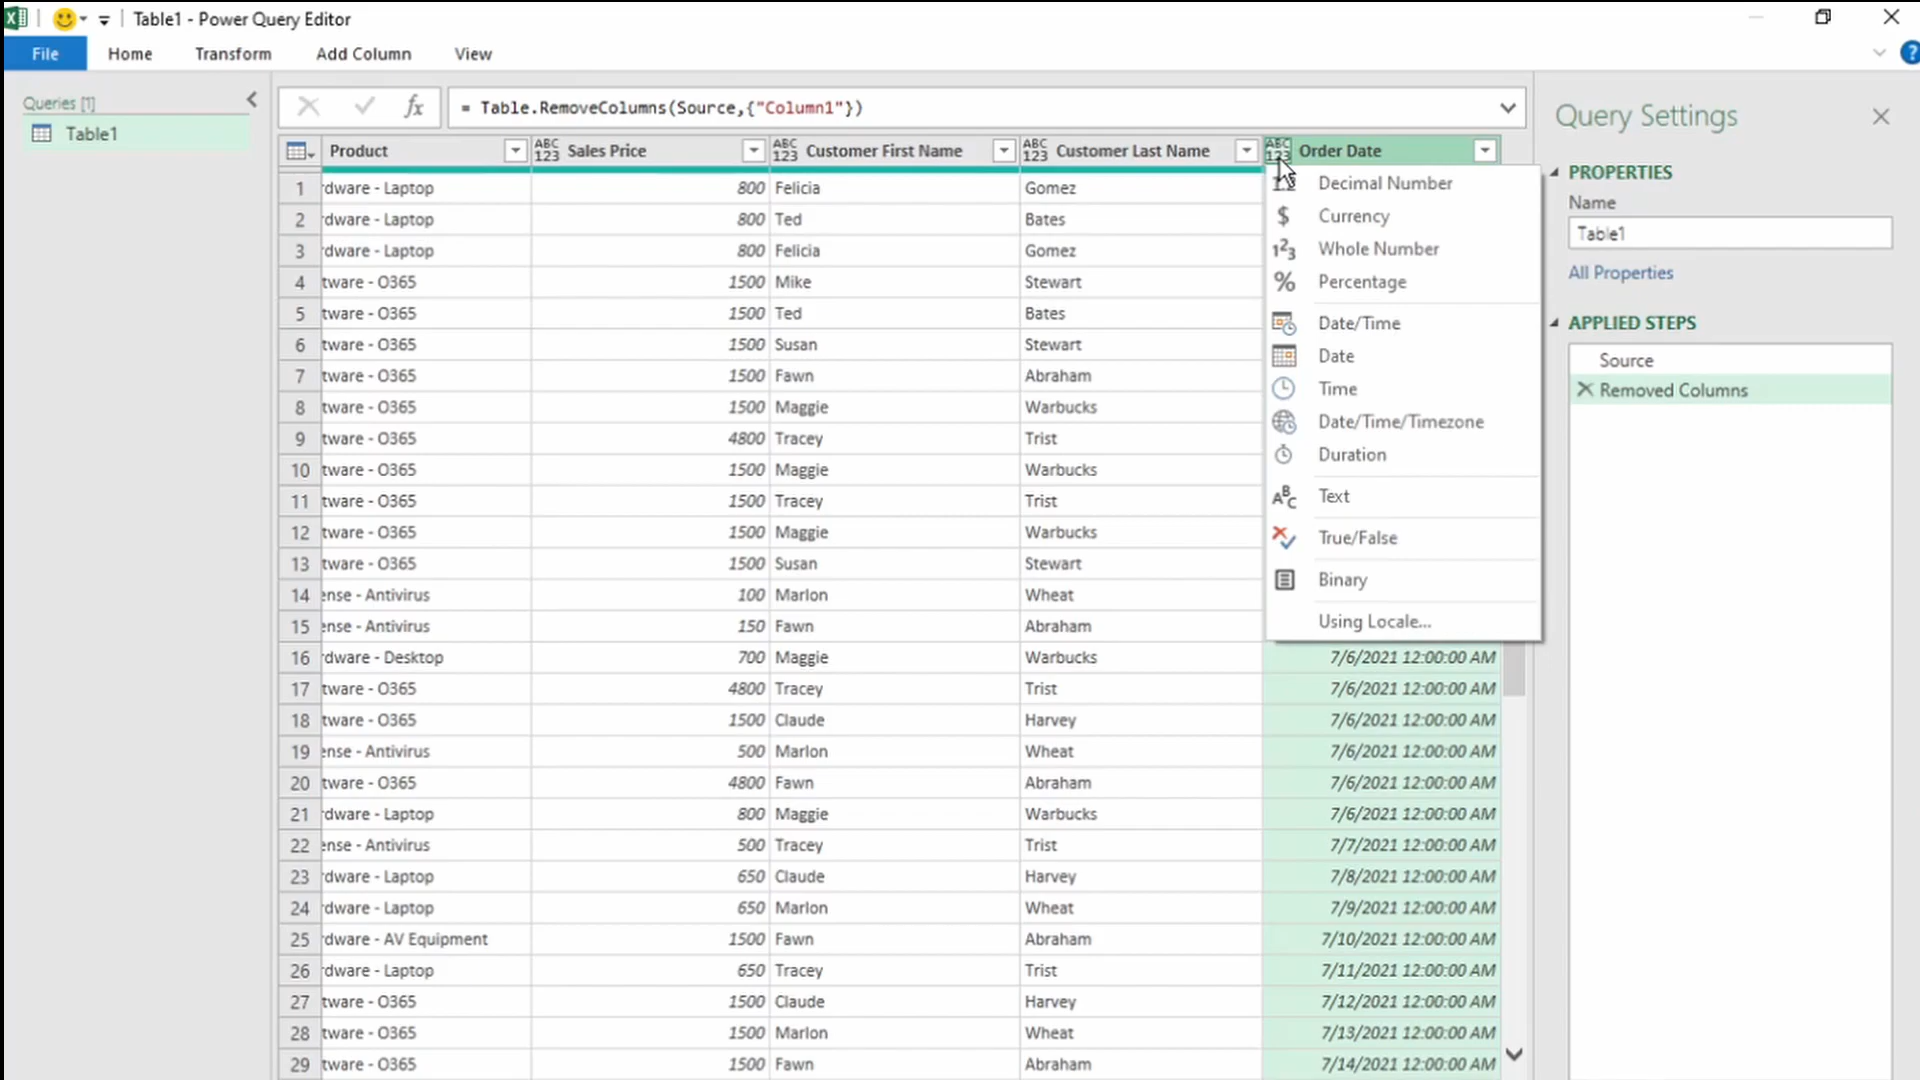 Table1 - Power Query Editor
File Home Transform Add Column View
Queries [1]
Table1
= Table.RemoveColumns(Source,{"Column1"})
Product ABC 123 Sales Price ABC 123 Customer First Name ABC 123 Customer Last Name ABC 123 Order Date
1 rdware - Laptop 800 Felicia Gomez
2 rdware - Laptop 800 Ted Bates
3 rdware - Laptop 800 Felicia Gomez
4 tware - O365 1500 Mike Stewart
5 tware - O365 1500 Ted Bates
6 tware - O365 1500 Susan Stewart
7 tware - O365 1500 Fawn Abraham
8 tware - O365 1500 Maggie Warbucks
9 tware - O365 4800 Tracey Trist
10 tware - O365 1500 Maggie Warbucks
11 tware - O365 1500 Tracey Trist
12 tware - O365 1500 Maggie Warbucks
13 tware - O365 1500 Susan Stewart
14 ense - Antivirus 100 Marlon Wheat
15 ense - Antivirus 150 Fawn Abraham
16 rdware - Desktop 700 Maggie Warbucks 7/6/2021 12:00:00 AM
17 tware - O365 4800 Tracey Trist 7/6/2021 12:00:00 AM
18 tware - O365 1500 Claude Harvey 7/6/2021 12:00:00 AM
19 ense - Antivirus 500 Marlon Wheat 7/6/2021 12:00:00 AM
20 tware - O365 4800 Fawn Abraham 7/6/2021 12:00:00 AM
21 rdware - Laptop 800 Maggie Warbucks 7/6/2021 12:00:00 AM
22 ense - Antivirus 500 Tracey Trist 7/7/2021 12:00:00 AM
23 rdware - Laptop 650 Claude Harvey 7/8/2021 12:00:00 AM
24 rdware - Laptop 650 Marlon Wheat 7/9/2021 12:00:00 AM
25 rdware - AV Equipment 1500 Fawn Abraham 7/10/2021 12:00:00 AM
26 rdware - Laptop 650 Tracey Trist 7/11/2021 12:00:00 AM
27 tware - O365 1500 Claude Harvey 7/12/2021 12:00:00 AM
28 tware - O365 1500 Marlon Wheat 7/13/2021 12:00:00 AM
29 tware - O365 1500 Fawn Abraham 7/14/2021 12:00:00 AM
Decimal Number
$ Currency
123 Whole Number
% Percentage
Date/Time
Date
Time
Date/Time/Timezone
Duration
ABC Text
True/False
Binary
Using Locale...
Query Settings
PROPERTIES
Name
Table1
All Properties
APPLIED STEPS
Source
Removed Columns